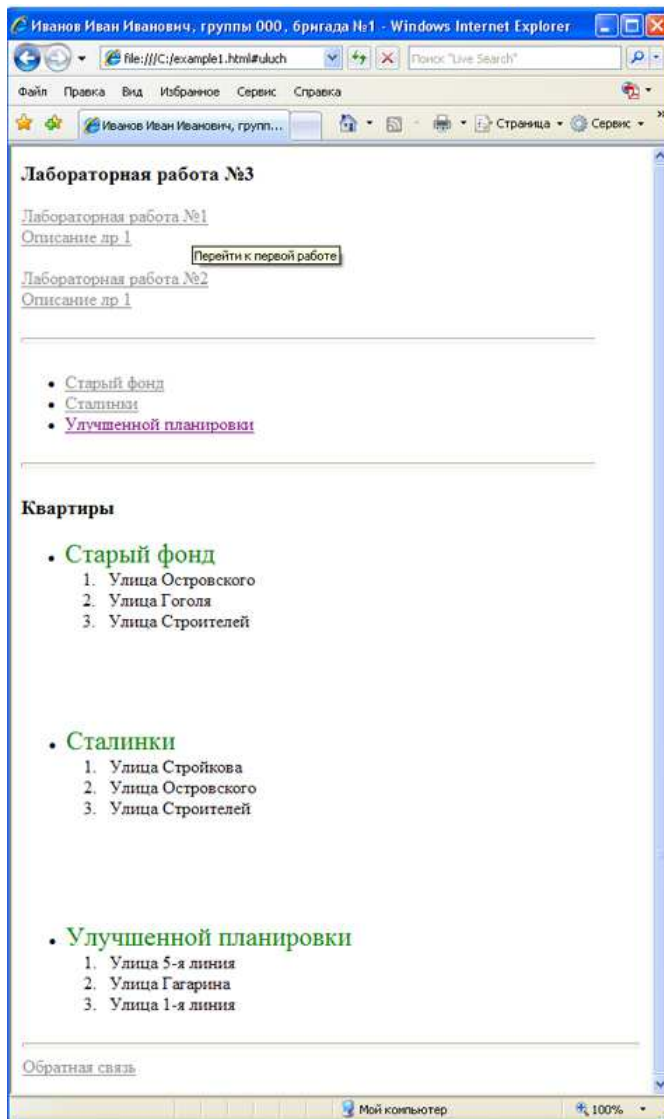 Иванов Иван Иванович, группы 000, бригада №1 - Windows Internet Explorer
file:///C:/example1.html#uluch
Поиск "Live Search"
Файл Правка Вид Избранное Сервис Справка
Иванов Иван Иванович, групп...
Страница
Сервис
Лабораторная работа №3
Лабораторная работа №1
Описание лр 1
Перейти к первой работе
Лабораторная работа №2
Описание лр 1
Старый фонд
Сталинки
Улучшенной планировки
Квартиры
Старый фонд
1. Улица Островского
2. Улица Гоголя
3. Улица Строителей
Сталинки
1. Улица Стройкова
2. Улица Островского
3. Улица Строителей
Улучшенной планировки
1. Улица 5-я линия
2. Улица Гагарина
3. Улица 1-я линия
Обратная связь
Мой компьютер
100%